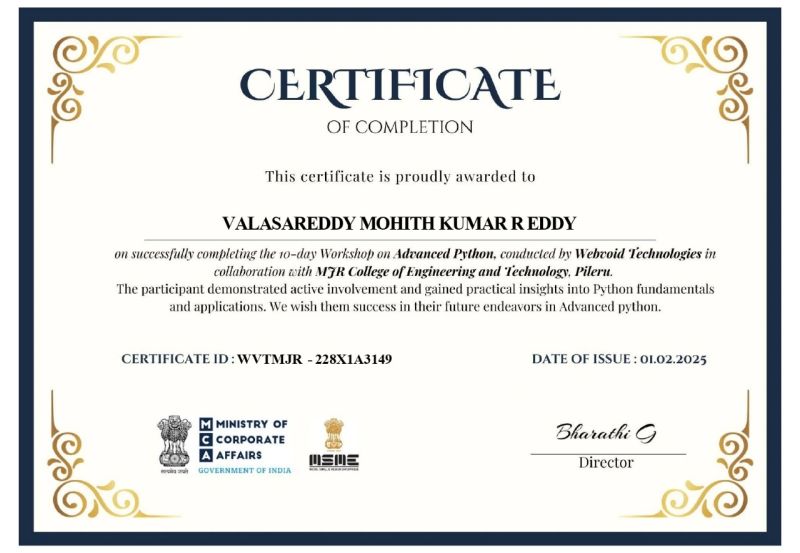 CERTIFICATE
OF COMPLETION
This certificate is proudly awarded to
VALASAREDDY MOHITH KUMAR R EDDY
on successfully completing the 10-day Workshop on Advanced Python, conducted by Webvoid Technologies in
collaboration with MJR College of Engineering and Technology, Pileru.
The participant demonstrated active involvement and gained practical insights into Python fundamentals
and applications. We wish them success in their future endeavors in Advanced python.
CERTIFICATE ID : WVTMJR - 228X1A3149
DATE OF ISSUE : 01.02.2025
MCA
MINISTRY OF
CORPORATE
AFFAIRS
GOVERNMENT OF INDIA
सत्यमेव जयते
MSME
Bharathi G
Director